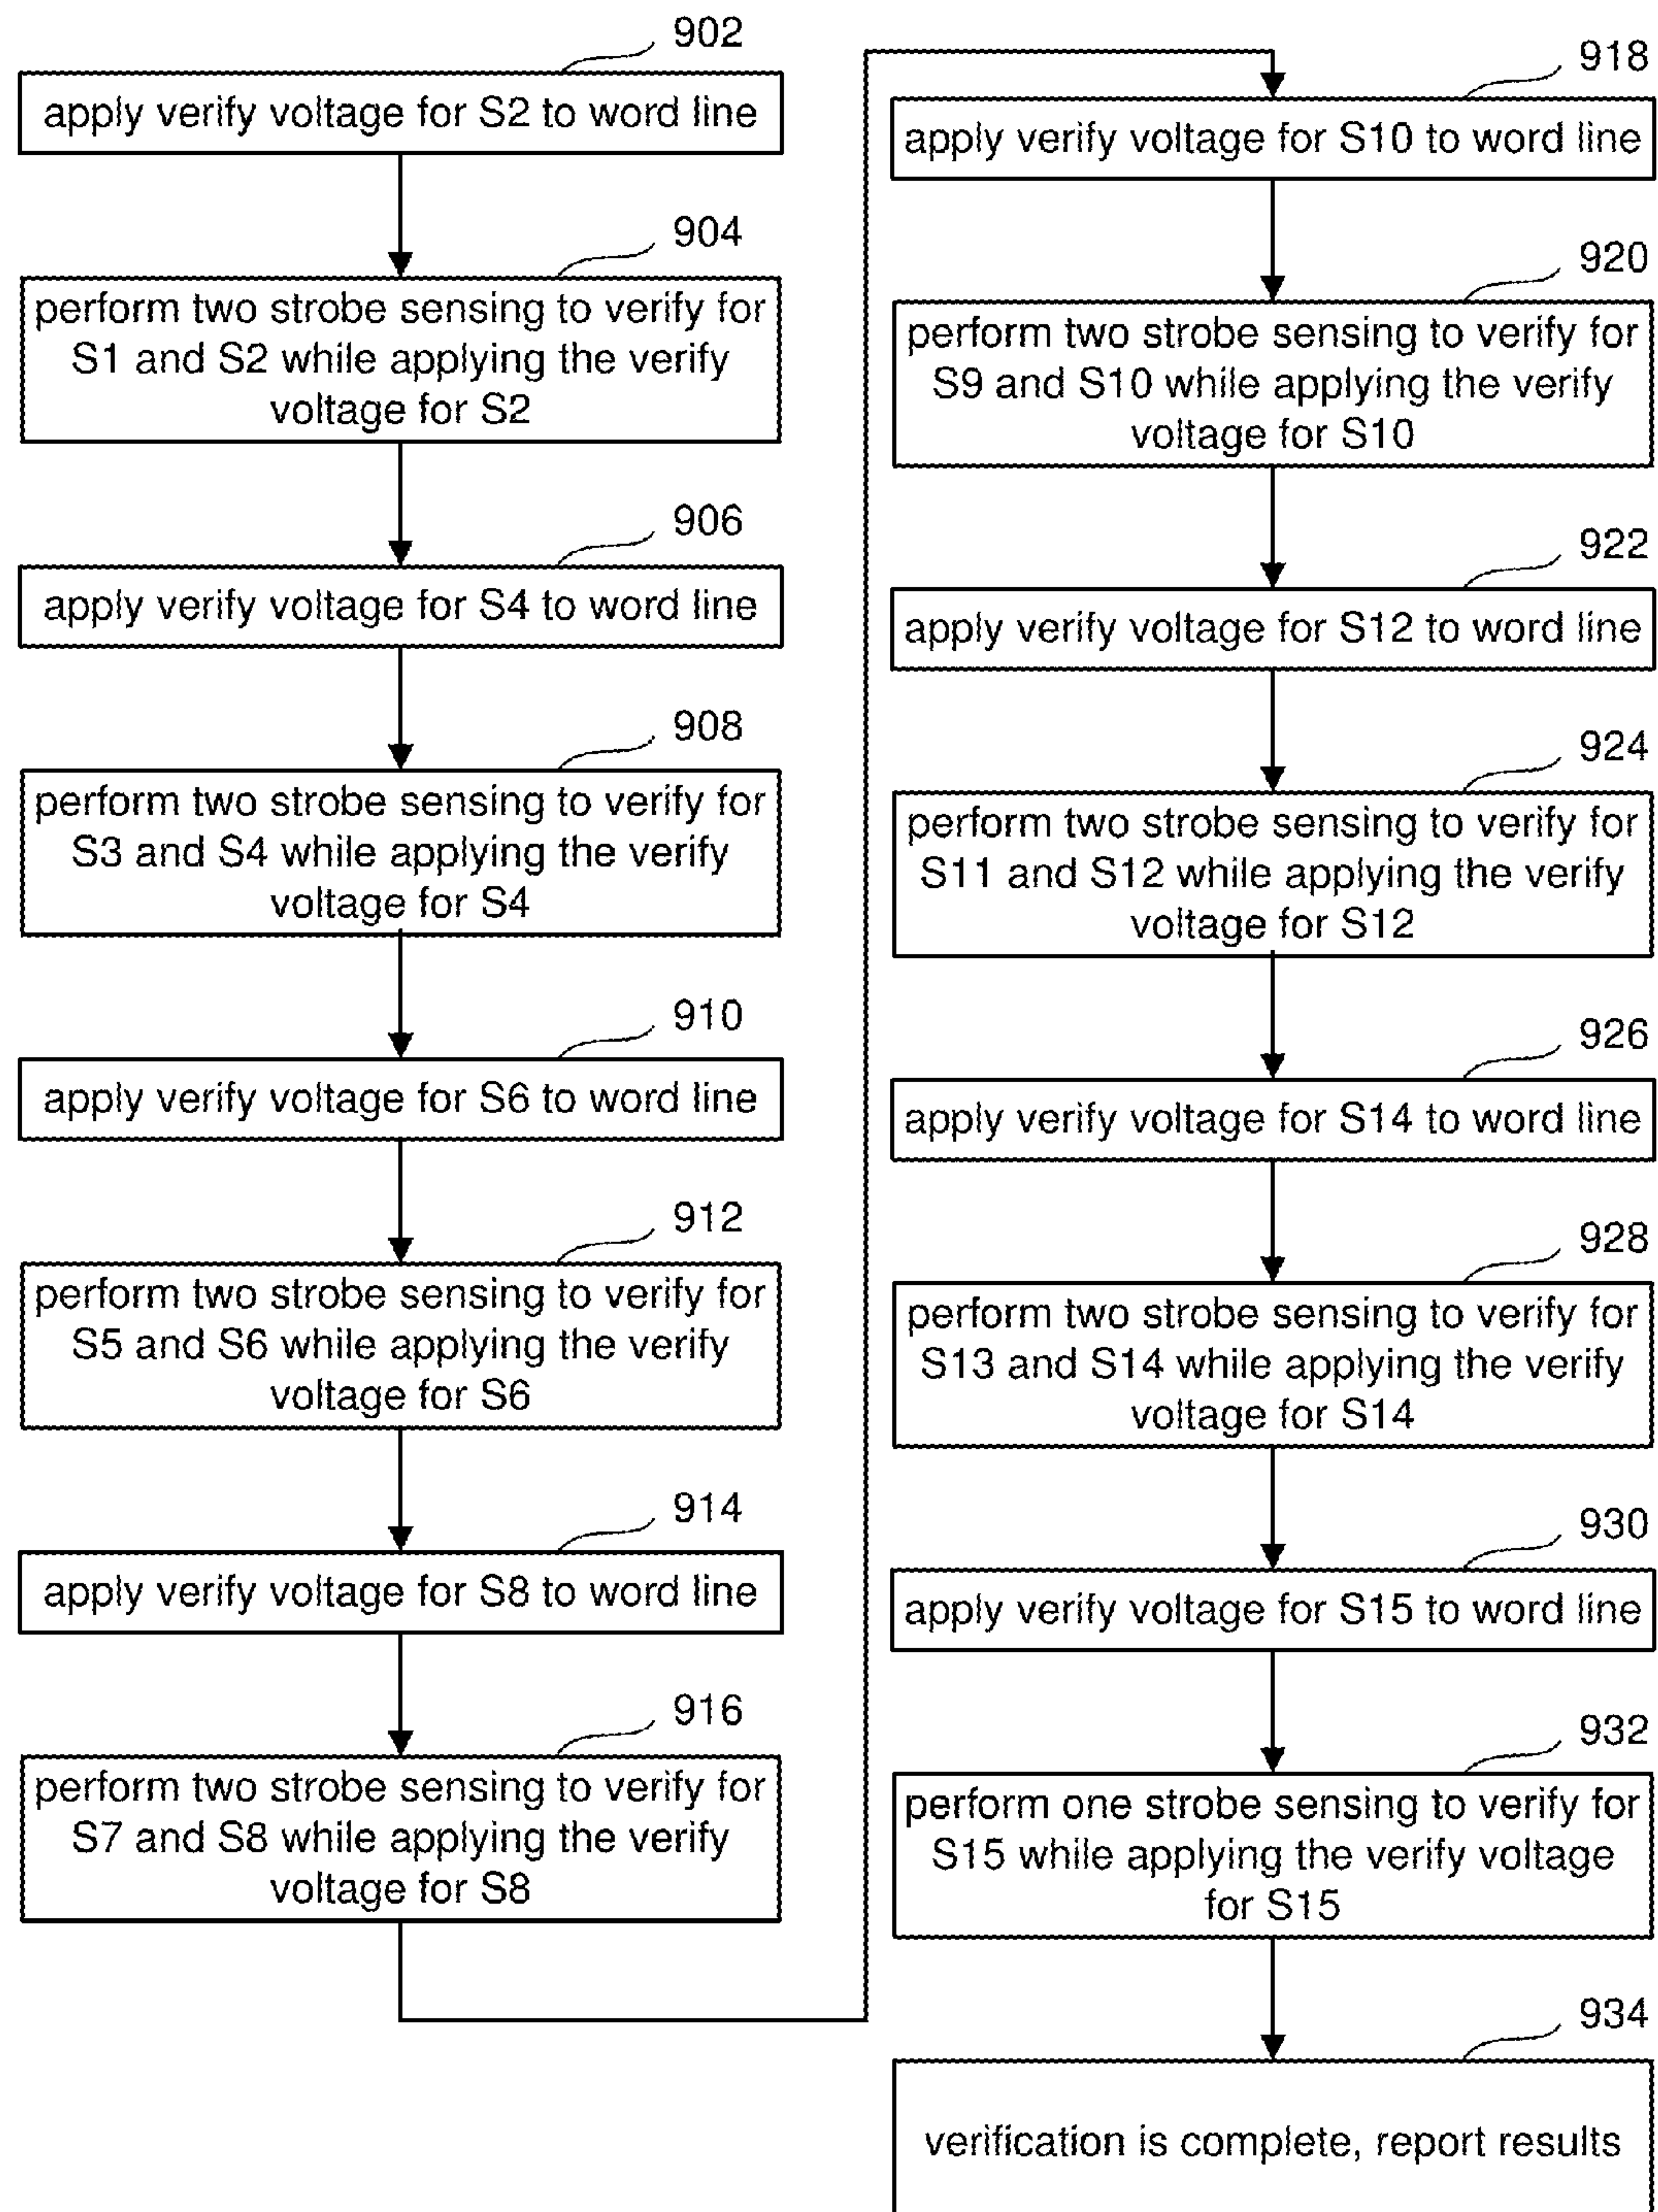 902
apply verify voltage for S2 to word line
904
perform two strobe sensing to verify for
S1 and S2 while applying the verify
voltage for S2
906
apply verify voltage for S4 to word line
908
perform two strobe sensing to verify for
S3 and S4 while applying the verify
voltage for S4
910
apply verify voltage for S6 to word line
912
perform two strobe sensing to verify for
S5 and S6 while applying the verify
voltage for S6
914
apply verify voltage for S8 to word line
916
perform two strobe sensing to verify for
S7 and S8 while applying the verify
voltage for S8
918
apply verify voltage for S10 to word line
920
perform two strobe sensing to verify for
S9 and S10 while applying the verify
voltage for S10
922
apply verify voltage for S12 to word line
924
perform two strobe sensing to verify for
S11 and S12 while applying the verify
voltage for S12
926
apply verify voltage for S14 to word line
928
perform two strobe sensing to verify for
S13 and S14 while applying the verify
voltage for S14
930
apply verify voltage for S15 to word line
932
perform one strobe sensing to verify for
S15 while applying the verify voltage
for S15
934
verification is complete, report results